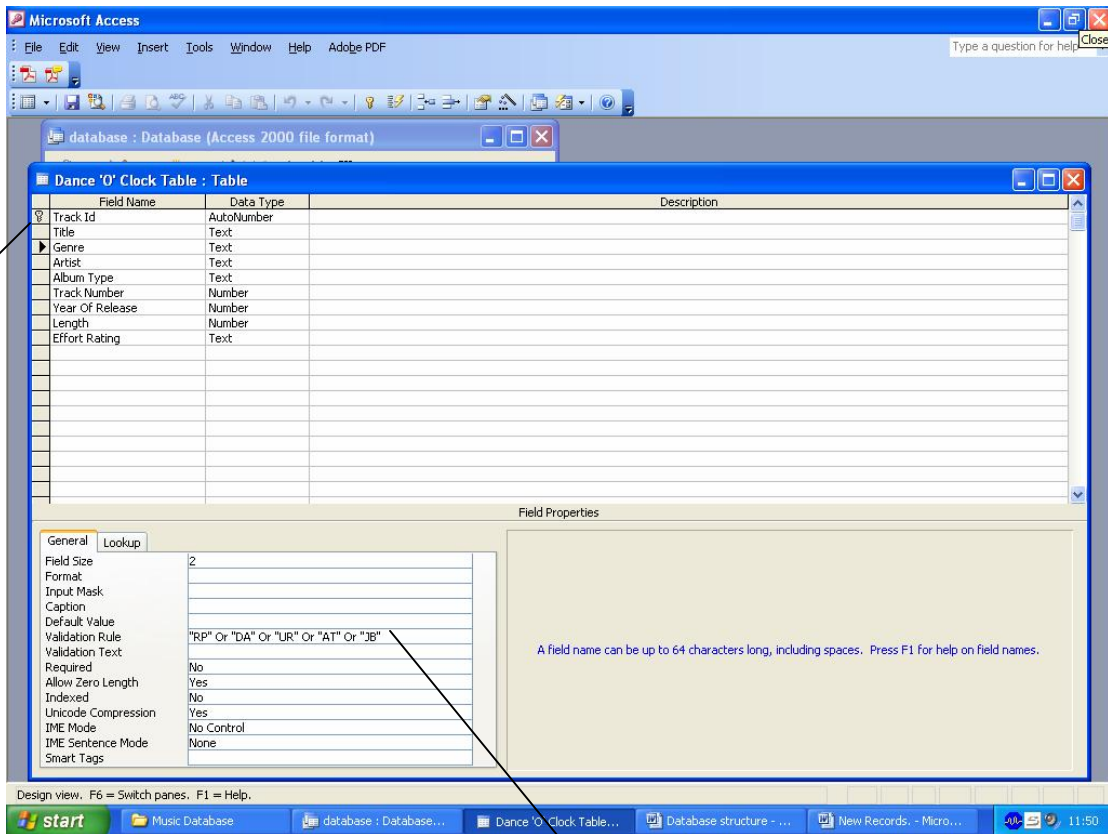 Microsoft Access
Close
File Edit View Insert Tools Window Help Adobe PDF
Type a question for help
database : Database (Access 2000 file format)
Dance 'O' Clock Table : Table
Field Name Data Type Description
Track Id AutoNumber
Title Text
Genre Text
Artist Text
Album Type Text
Track Number Number
Year Of Release Number
Length Number
Effort Rating Text
Field Properties
General Lookup
Field Size 2
Format
Input Mask
Caption
Default Value
Validation Rule "RP" Or "DA" Or "UR" Or "AT" Or "JB"
Validation Text
Required No
Allow Zero Length Yes
Indexed No
Unicode Compression Yes
IME Mode No Control
IME Sentence Mode None
Smart Tags
A field name can be up to 64 characters long, including spaces. Press F1 for help on field names.
Design view. F6 = Switch panes. F1 = Help.
start Music Database database : Database... Dance 'O' Clock Table... Database structure - ... New Records. - Micro... 11:50